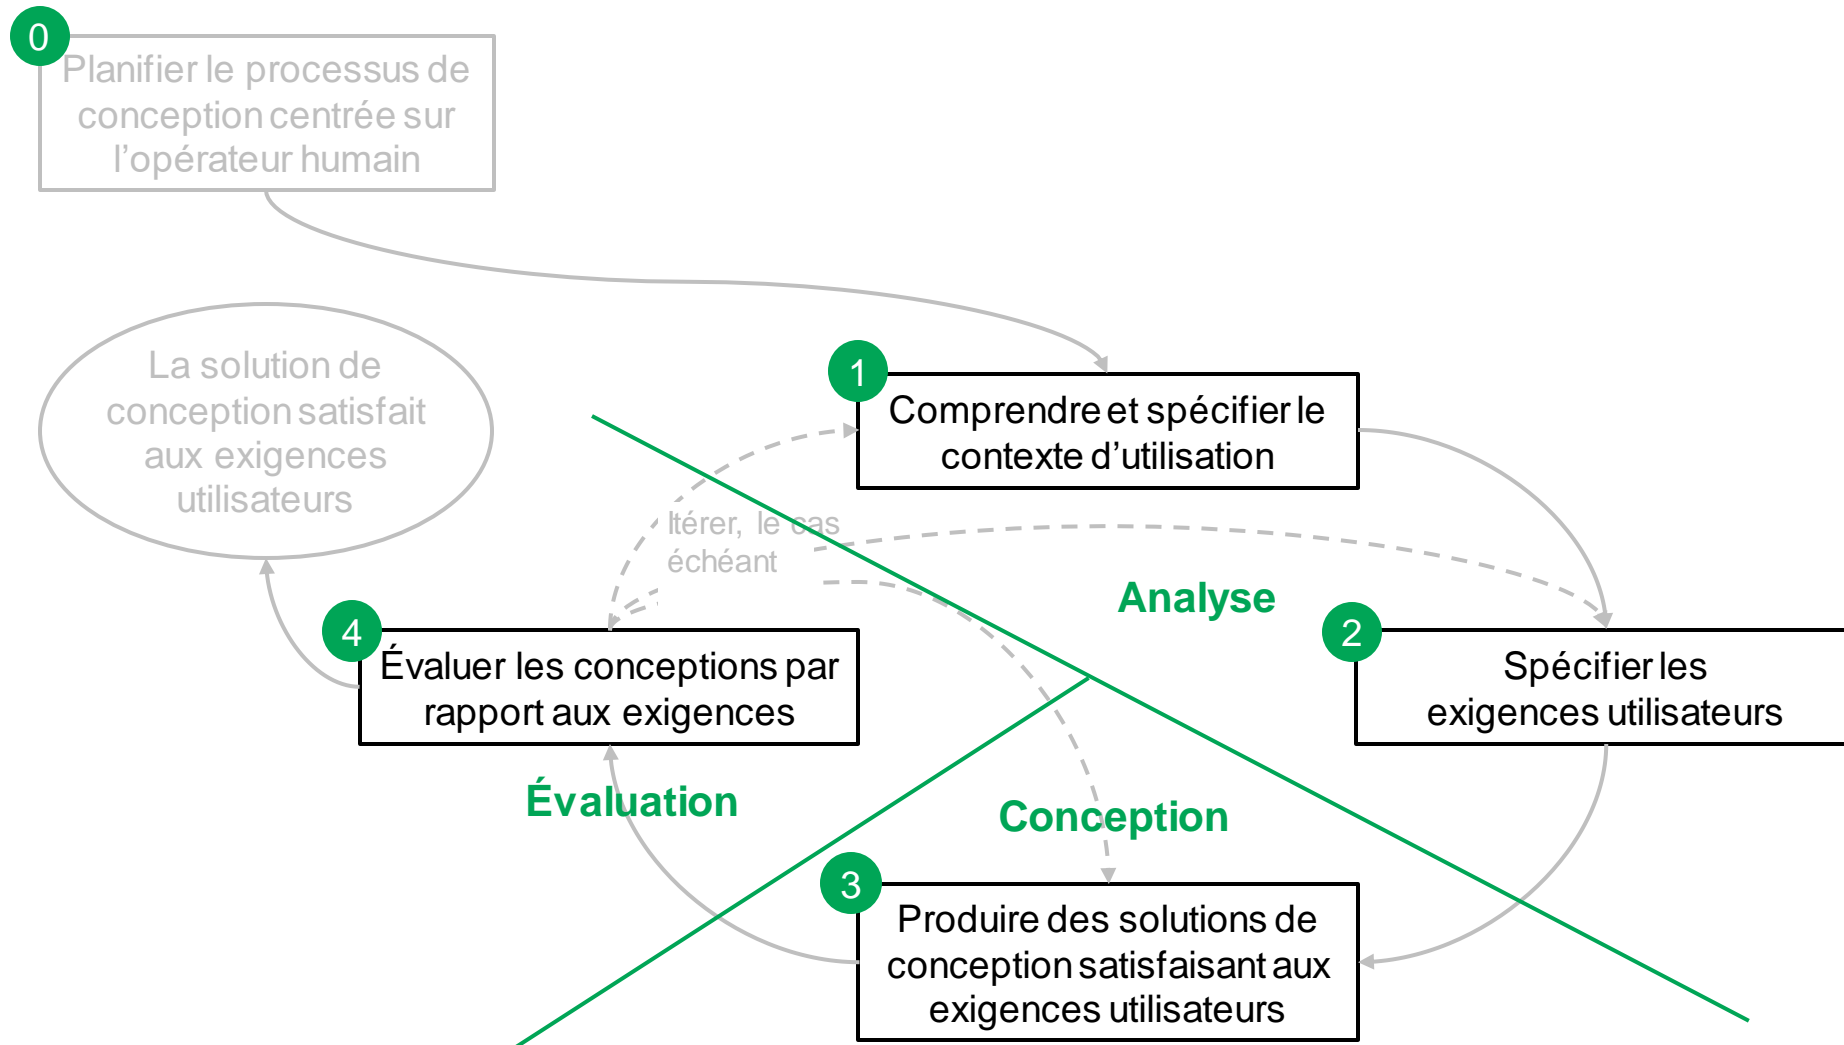 0
Planifier le processus de
conception centrée sur
l’opérateur humain
La solution de
conception satisfait
aux exigences
utilisateurs
1
Comprendre et spécifier le
contexte d’utilisation
Itérer, le cas
échéant
Analyse
2
Spécifier les
exigences utilisateurs
4
Évaluer les conceptions par
rapport aux exigences
Évaluation
Conception
3
Produire des solutions de
conception satisfaisant aux
exigences utilisateurs